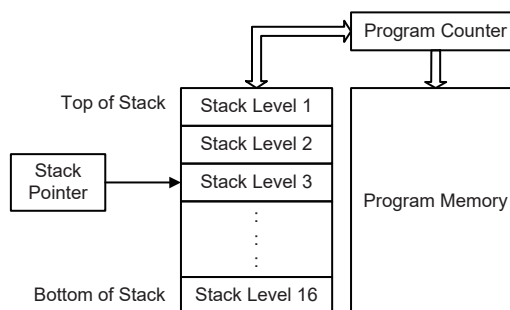 Program Counter
Top of Stack
Stack Level 1
Stack Level 2
Stack
Pointer
Stack Level 3
Program Memory
Bottom of Stack
Stack Level 16